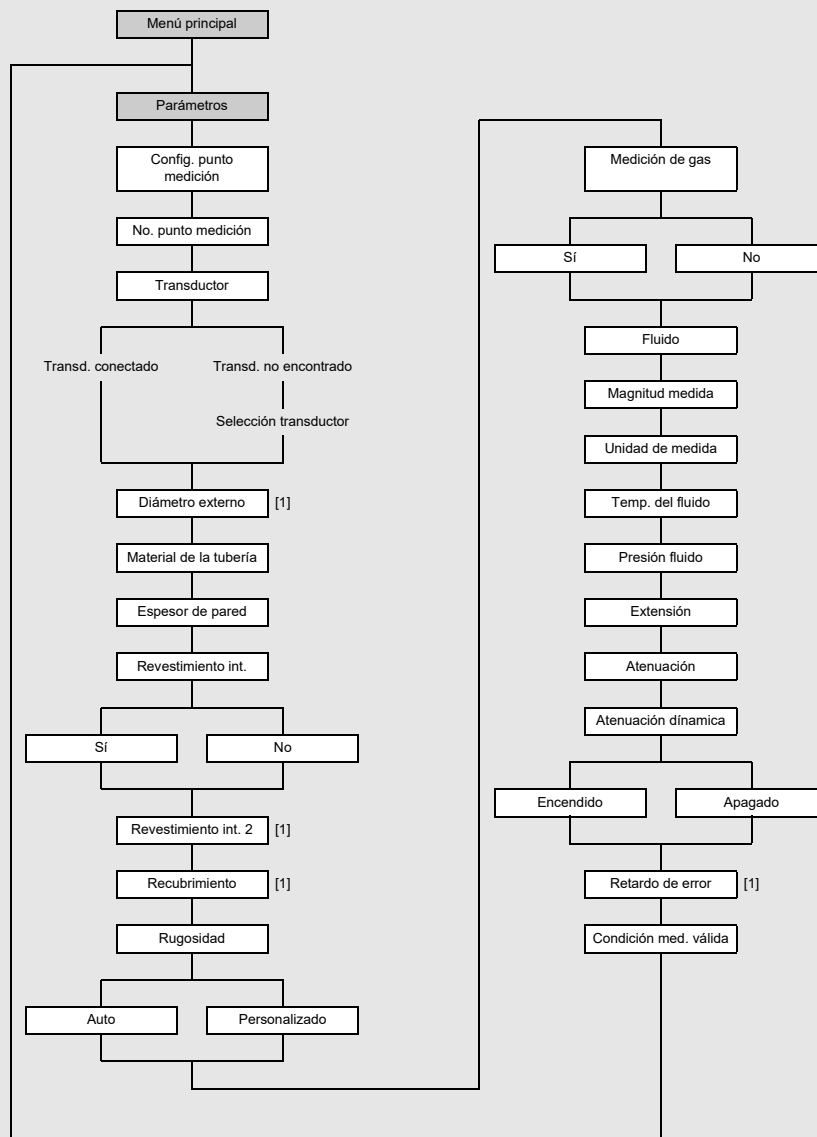 Menú principal
Parámetros
Config. punto
medición
No. punto medición
Transductor
Transd. conectado
Transd. no encontrado
Selección transductor
Diámetro externo [1]
Material de la tubería
Espesor de pared
Revestimiento int.
Sí
No
Revestimiento int. 2 [1]
Recubrimiento [1]
Rugosidad
Auto
Personalizado
Medición de gas
Sí
No
Fluido
Magnitud medida
Unidad de medida
Temp. del fluido
Presión fluido
Extensión
Atenuación
Atenuación dínamica
Encendido
Apagado
Retardo de error [1]
Condición med. válida